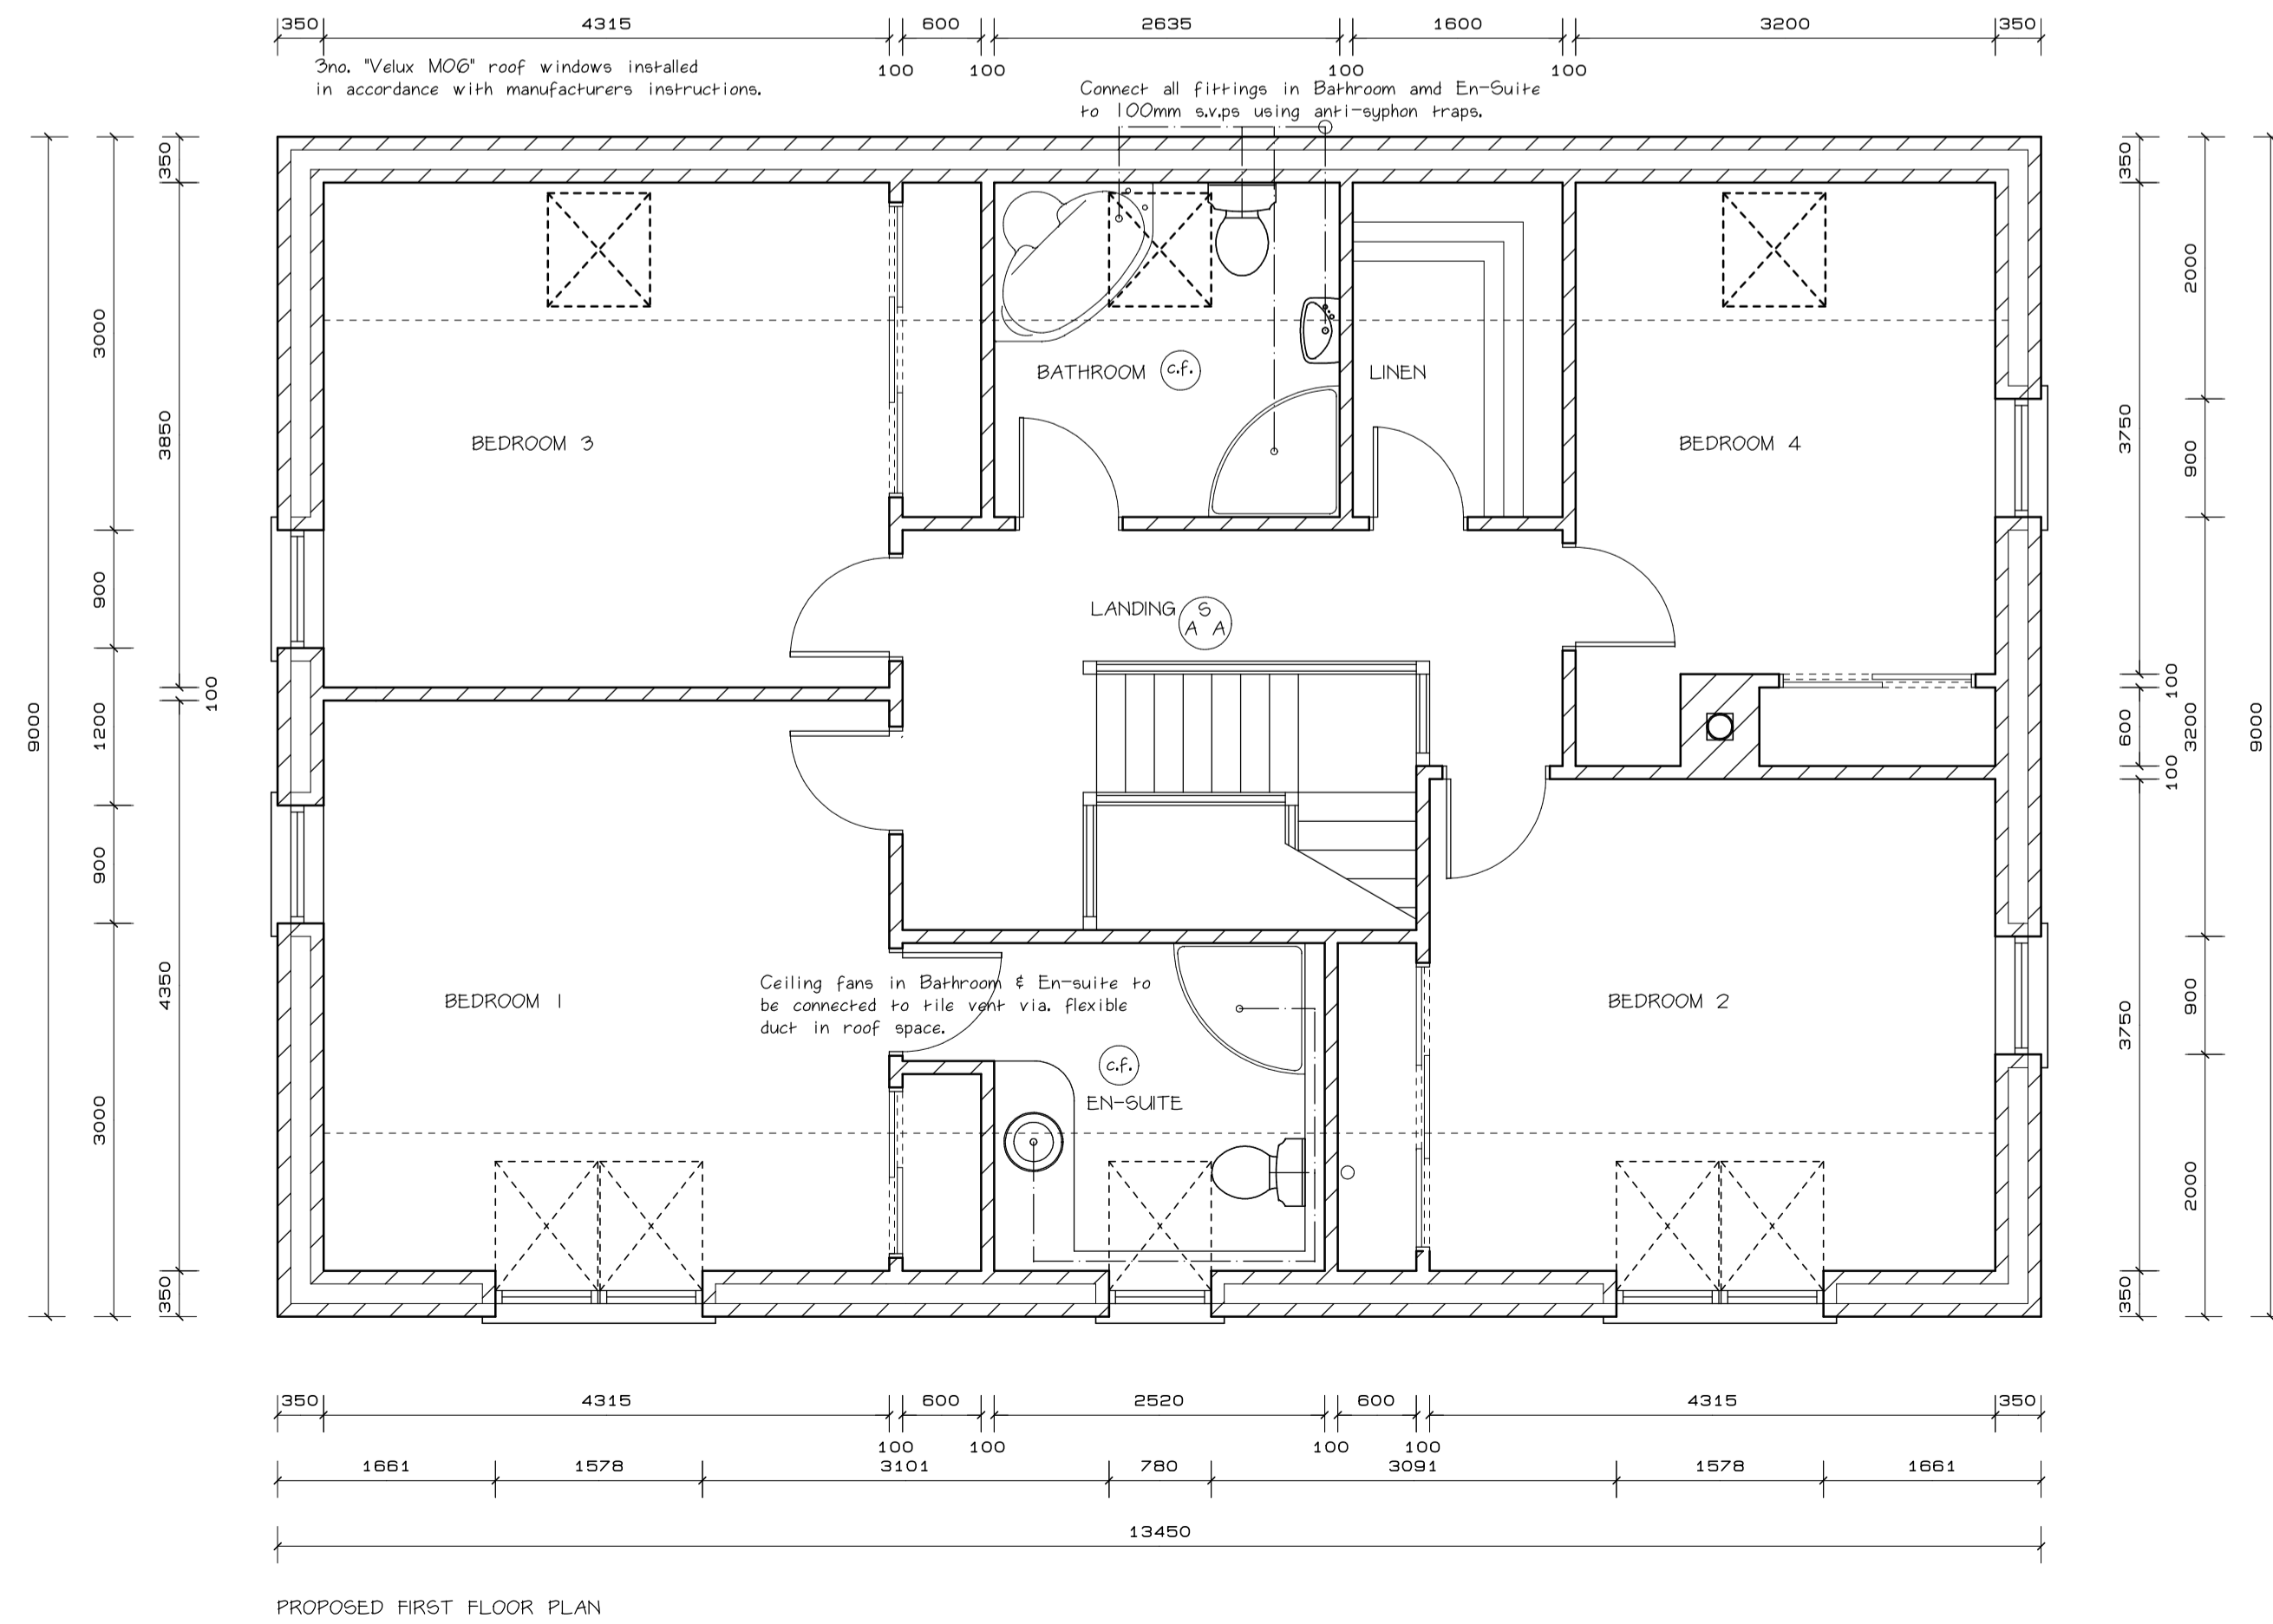 350 4315 600 2635 1600 3200 350
100 100 100 100
3no. "Velux M06" roof windows installed
in accordance with manufacturers instructions.
Connect all fittings in Bathroom amd En-Suite
to 100mm s.v.ps using anti-syphon traps.
9000
3000
900
1200
900
3000
350
3850
100
4350
350
BATHROOM c.f.
LINEN
BEDROOM 3
BEDROOM 4
LANDING S
A A
Ceiling fans in Bathroom & En-suite to
be connected to tile vent via. flexible
duct in roof space.
BEDROOM 1
BEDROOM 2
c.f.
EN-SUITE
350
3750
100
600
100
3750
350
2000
900
3200
900
2000
9000
350 4315 600 2520 600 4315 350
100 100 100 100
1661 1578 3101 780 3091 1578 1661
13450
PROPOSED FIRST FLOOR PLAN